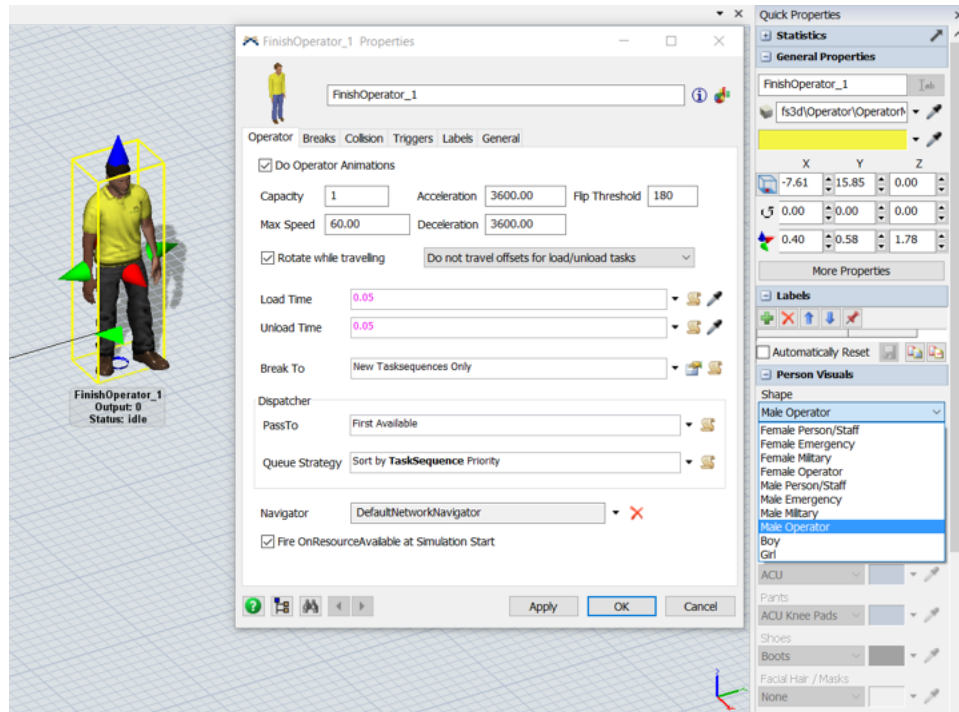 FinishOperator_1 Properties
FinishOperator_1
Operator Breaks Collision Triggers Labels General
Do Operator Animations
Capacity 1 Acceleration 3600.00 Flip Threshold 180
Max Speed 60.00 Deceleration 3600.00
Rotate while travelling Do not travel offsets for load/unload tasks
Load Time 0.05
Unload Time 0.05
Break To New Tasksequences Only
Dispatcher
PassTo First Available
Queue Strategy Sort by TaskSequence Priority
Navigator DefaultNetworkNavigator
Fire OnResourceAvailable at Simulation Start
Apply OK Cancel
FinishOperator_1
Output: 0
Status: idle
Quick Properties
Statistics
General Properties
FinishOperator_1
fs3d\Operator\Operator
X Y Z
-7.61 15.85 0.00
0.00 0.00 0.00
0.40 0.58 1.78
More Properties
Labels
Automatically Reset
Person Visuals
Shape
Male Operator
Female Person/Staff
Female Emergency
Female Military
Female Operator
Male Person/Staff
Male Emergency
Male Military
Male Operator
Boy
Girl
ACU
Pants
ACU Knee Pads
Shoes
Boots
Facial Hair / Masks
None